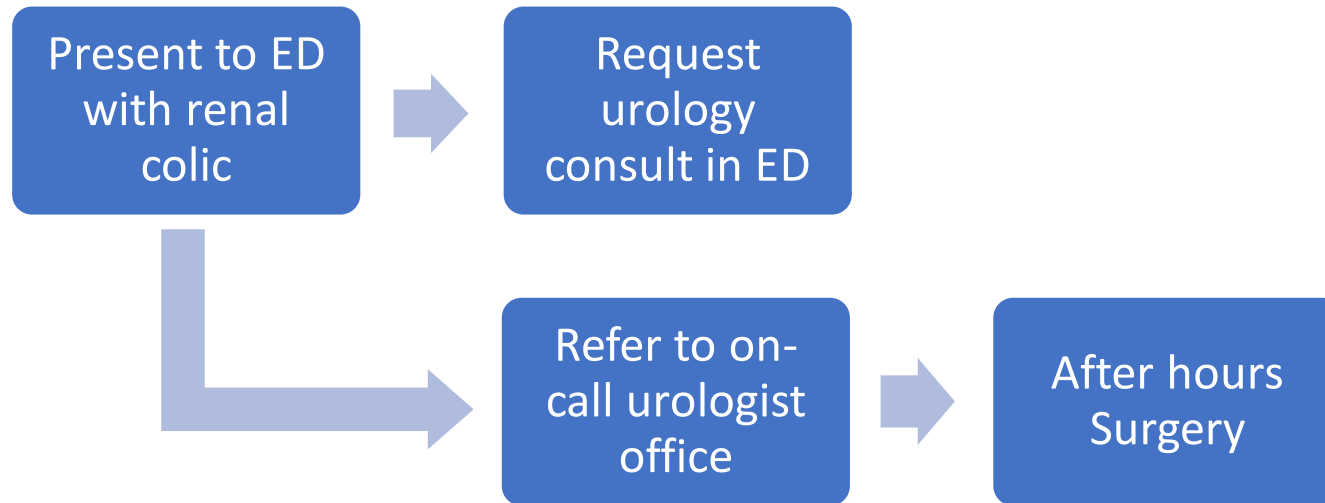 Present to ED
with renal
colic
Request
urology
consult in ED
Refer to on-
call urologist
office
After hours
Surgery